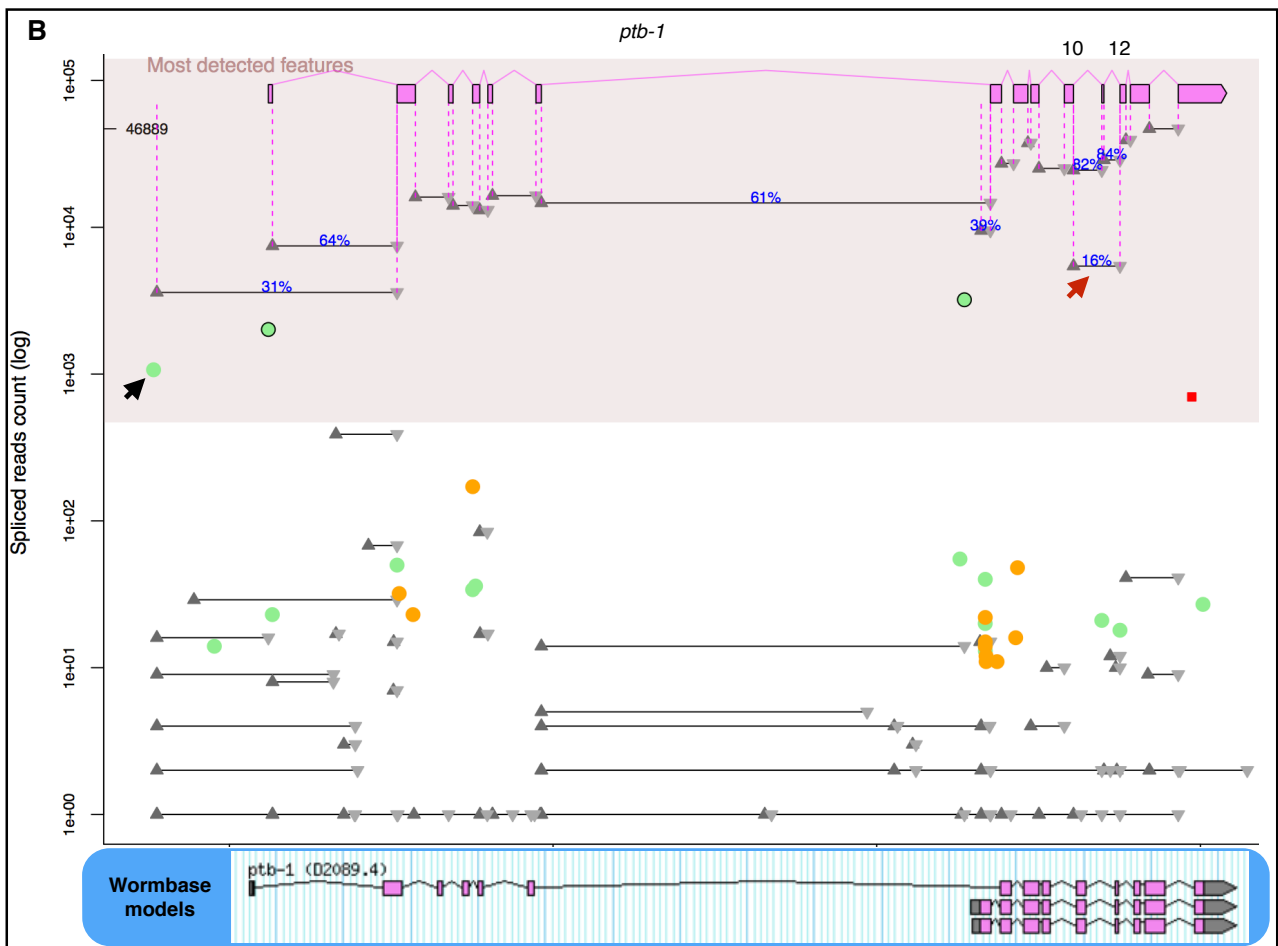 B
ptb-1
10 12
Most detected features
1e+05
46889
84%
82%
61%
1e+04
39%
64%
16%
31%
Spliced reads count (log)
1e+03
1e+02
1e+01
1e+00
ptb-1 (D2089.4)
Wormbase
models